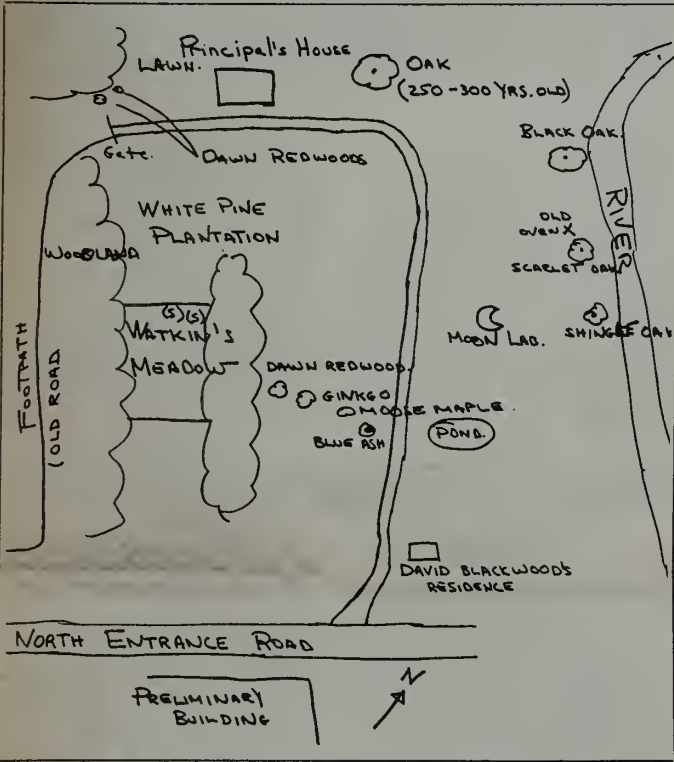 Principal's House
LAWN.
OAK
(250-300 YRS. OLD)
Gate.
DAWN REDWOODS
BLACK OAK.
RIVER
WHITE PINE
PLANTATION
WOODLAND
OLD
OVEN X
SCARLET OAK
(S)(S)
WATKIN'S
MEADOW
MOON LAB.
SHINGLE OAK
FOOTPATH
(OLD ROAD
DAWN REDWOOD.
GINKGO
MOOSE MAPLE.
BLUE ASH
POND.
DAVID BLACKWOOD'S
RESIDENCE
NORTH ENTRANCE ROAD
PRELIMINARY
BUILDING
N